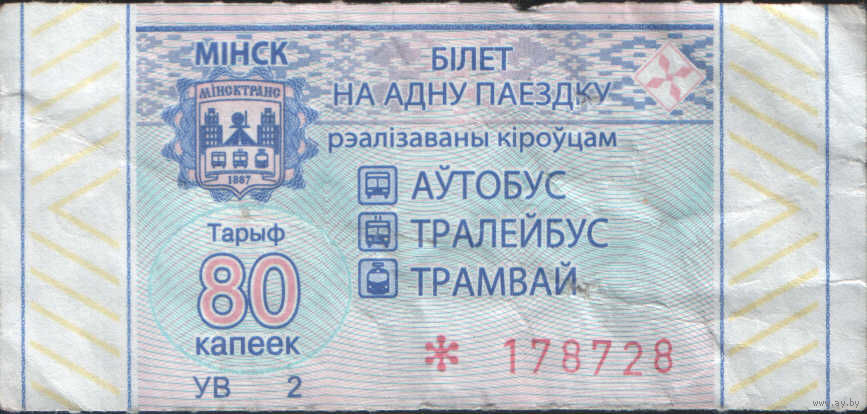 МІНСК
МІНСКТРАНС
1887
БІЛЕТ
НА АДНУ ПАЕЗДКУ
рэалізаваны кіроўцам
АЎТОБУС
ТРАЛЕЙБУС
ТРАМВАЙ
Тарыф
80
капеек
УВ 2
* 178728
www.ay.by